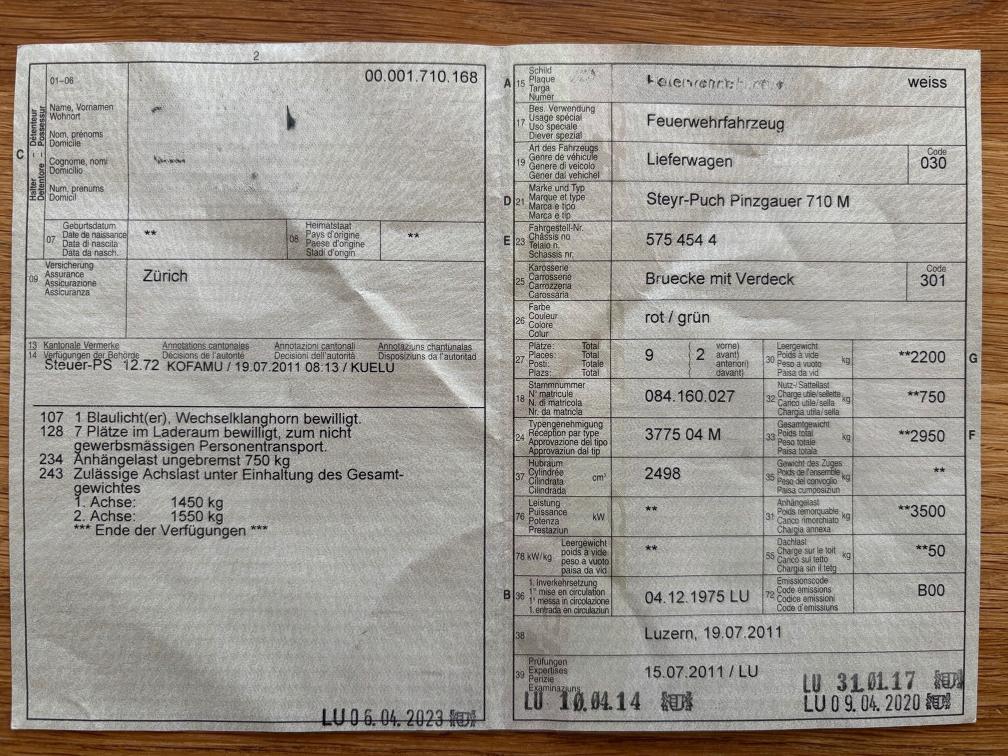 2
01-06
00.001.710.168
C
Halter - Détenteur
Detentore - Possessur
Name, Vornamen
Wohnort
Nom, prénoms
Domicile
Cognome, nomi
Domicilio
Num, prenums
Domicil
07
Geburtsdatum
Date de naissance
Data di nascita
Data da nasch.
**
08
Heimatstaat
Pays d'origine
Paese d'origine
Stadi d'origin
**
09
Versicherung
Assurance
Assicurazione
Assicuranza
Zürich
13 Kantonale Vermerke Annotations cantonales Annotazioni cantonali Annotaziuns chantunalas
14 Verfügungen der Behörde Décisions de l'autorité Decisioni dell'autorità Disposiziuns da l'autoritad
Steuer-PS 12.72 KOFAMU / 19.07.2011 08:13 / KUELU
107 1 Blaulicht(er), Wechselklanghorn bewilligt.
128 7 Plätze im Laderaum bewilligt, zum nicht
gewerbsmässigen Personentransport.
234 Anhängelast ungebremst 750 kg
243 Zulässige Achslast unter Einhaltung des Gesamt-
gewichtes
1. Achse: 1450 kg
2. Achse: 1550 kg
*** Ende der Verfügungen ***
LU 06.04.2023
A 15
Schild
Plaque
Targa
Numer
weiss
17
Bes. Verwendung
Usage spécial
Uso speciale
Diever spezial
Feuerwehrfahrzeug
19
Art des Fahrzeugs
Genre de véhicule
Genere di veicolo
Gener dal vehichel
Lieferwagen
Code
030
D 21
Marke und Typ
Marque et type
Marca e tipo
Marca e tip
Steyr-Puch Pinzgauer 710 M
E 23
Fahrgestell-Nr.
Châssis no
Telaio n.
Schassis nr.
575 454 4
25
Karosserie
Carrosserie
Carrozzeria
Carossaria
Bruecke mit Verdeck
Code
301
26
Farbe
Couleur
Colore
Colur
rot / grün
27
Plätze: Total
Places: Total
Posti: Totale
Plazs: Total
9
2
vorne)
avant)
anteriori)
davant)
30
Leergewicht
Poids à vide
Peso a vuoto
Paisa da vid
kg
**2200
G
18
Stammnummer
N° matricule
N. di matricola
Nr. da matricla
084.160.027
32
Nutz-/Sattellast
Charge utile/sellette
Carico utile/sella
Chargia utila/sella
kg
**750
24
Typengenehmigung
Réception par type
Approvazione del tipo
Approvaziun dal tip
3775 04 M
33
Gesamtgewicht
Poids total
Peso totale
Paisa totala
kg
**2950
F
37
Hubraum
Cylindrée
Cilindrata
Cilindrada
cm³
2498
35
Gewicht des Zuges
Poids de l'ensemble
Peso del convoglio
Paisa cumposiziun
kg
**
76
Leistung
Puissance
Potenza
Prestaziun
kW
**
31
Anhängelast
Poids remorquable
Carico rimorchiato
Chargia annexa
kg
**3500
78 kW/kg
Leergewicht
poids à vide
peso a vuoto
paisa da vid
**
55
Dachlast
Charge sur le toit
Carico sul tetto
Chargia sin il tetg
kg
**50
B 36
1. Inverkehrsetzung
1re mise en circulation
1a messa in circolazione
1. entrada en circulaziun
04.12.1975 LU
72
Emissionscode
Code émissions
Codice emissioni
Code d'emissiuns
B00
38
Luzern, 19.07.2011
39
Prüfungen
Expertises
Perizie
Examinaziuns
15.07.2011 / LU
LU 10.04.14
LU 31.01.17
LU 09.04.2020